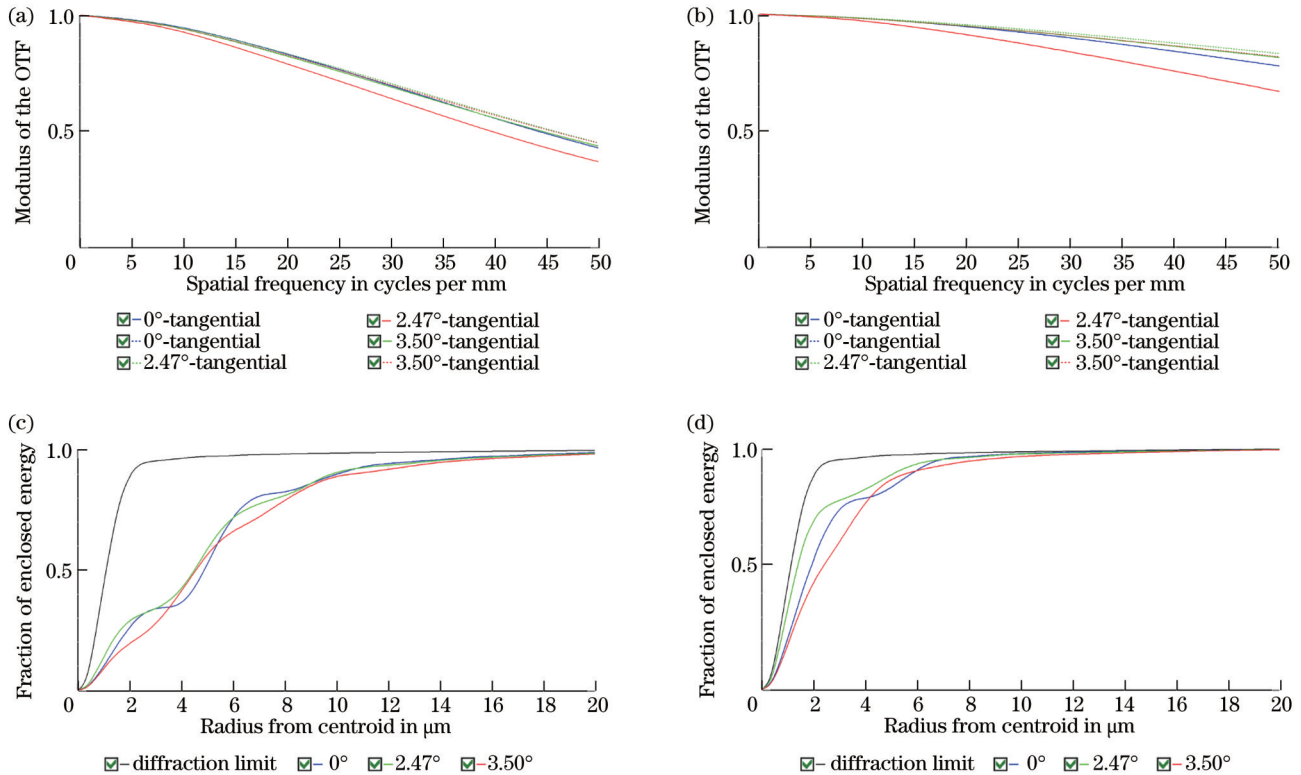 (a)
1.0
0.5
Modulus of the OTF
0 5 10 15 20 25 30 35 40 45 50
Spatial frequency in cycles per mm
0°-tangential 2.47°-tangential
0°-tangential 3.50°-tangential
2.47°-tangential 3.50°-tangential
(b)
1.0
0.5
Modulus of the OTF
0 5 10 15 20 25 30 35 40 45 50
Spatial frequency in cycles per mm
0°-tangential 2.47°-tangential
0°-tangential 3.50°-tangential
2.47°-tangential 3.50°-tangential
(c)
1.0
0.5
Fraction of enclosed energy
0 2 4 6 8 10 12 14 16 18 20
Radius from centroid in μm
diffraction limit 0° 2.47° 3.50°
(d)
1.0
0.5
Fraction of enclosed energy
0 2 4 6 8 10 12 14 16 18 20
Radius from centroid in μm
diffraction limit 0° 2.47° 3.50°